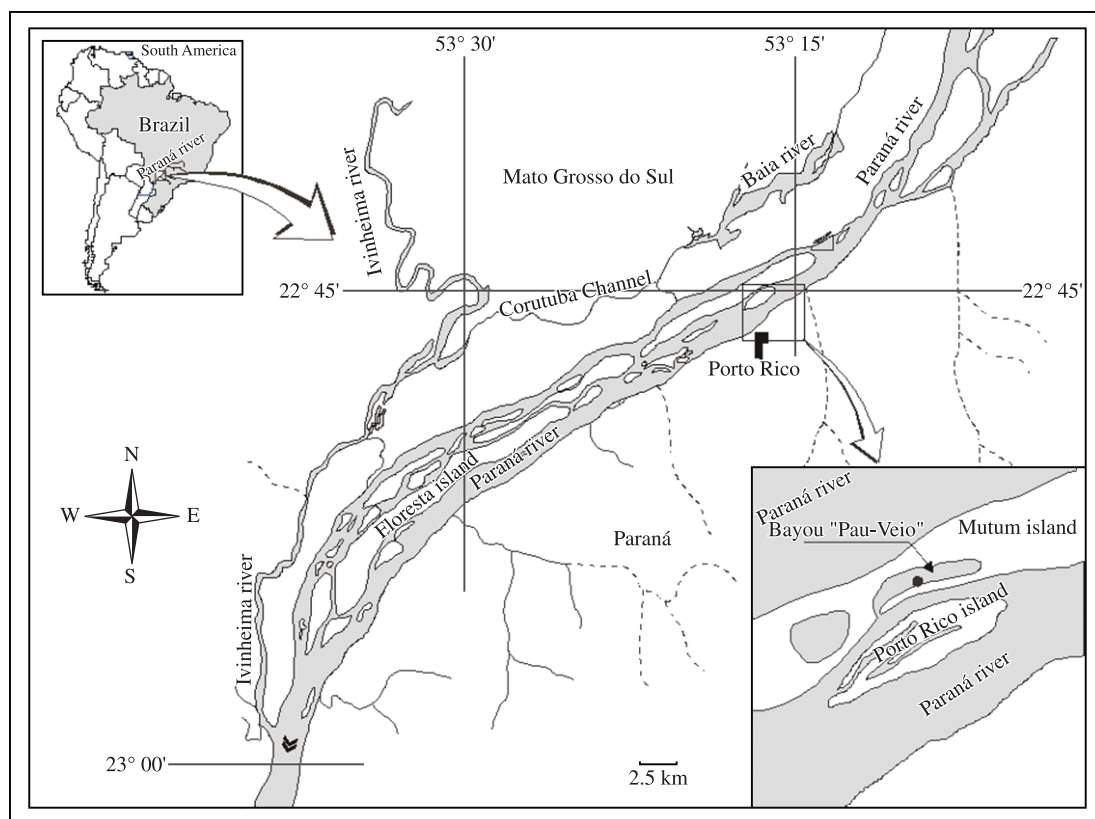 South America
Brazil
Paraná river
53° 30'
53° 15'
Ivinheima river
Mato Grosso do Sul
Baia river
Paraná river
22° 45'
Corutuba Channel
22° 45'
Porto Rico
N
W
E
S
Floresta island
Paraná river
Paraná
Ivinheima river
23° 00'
2.5 km
Paraná river
Mutum island
Bayou "Pau-Veio"
Porto Rico island
Paraná river